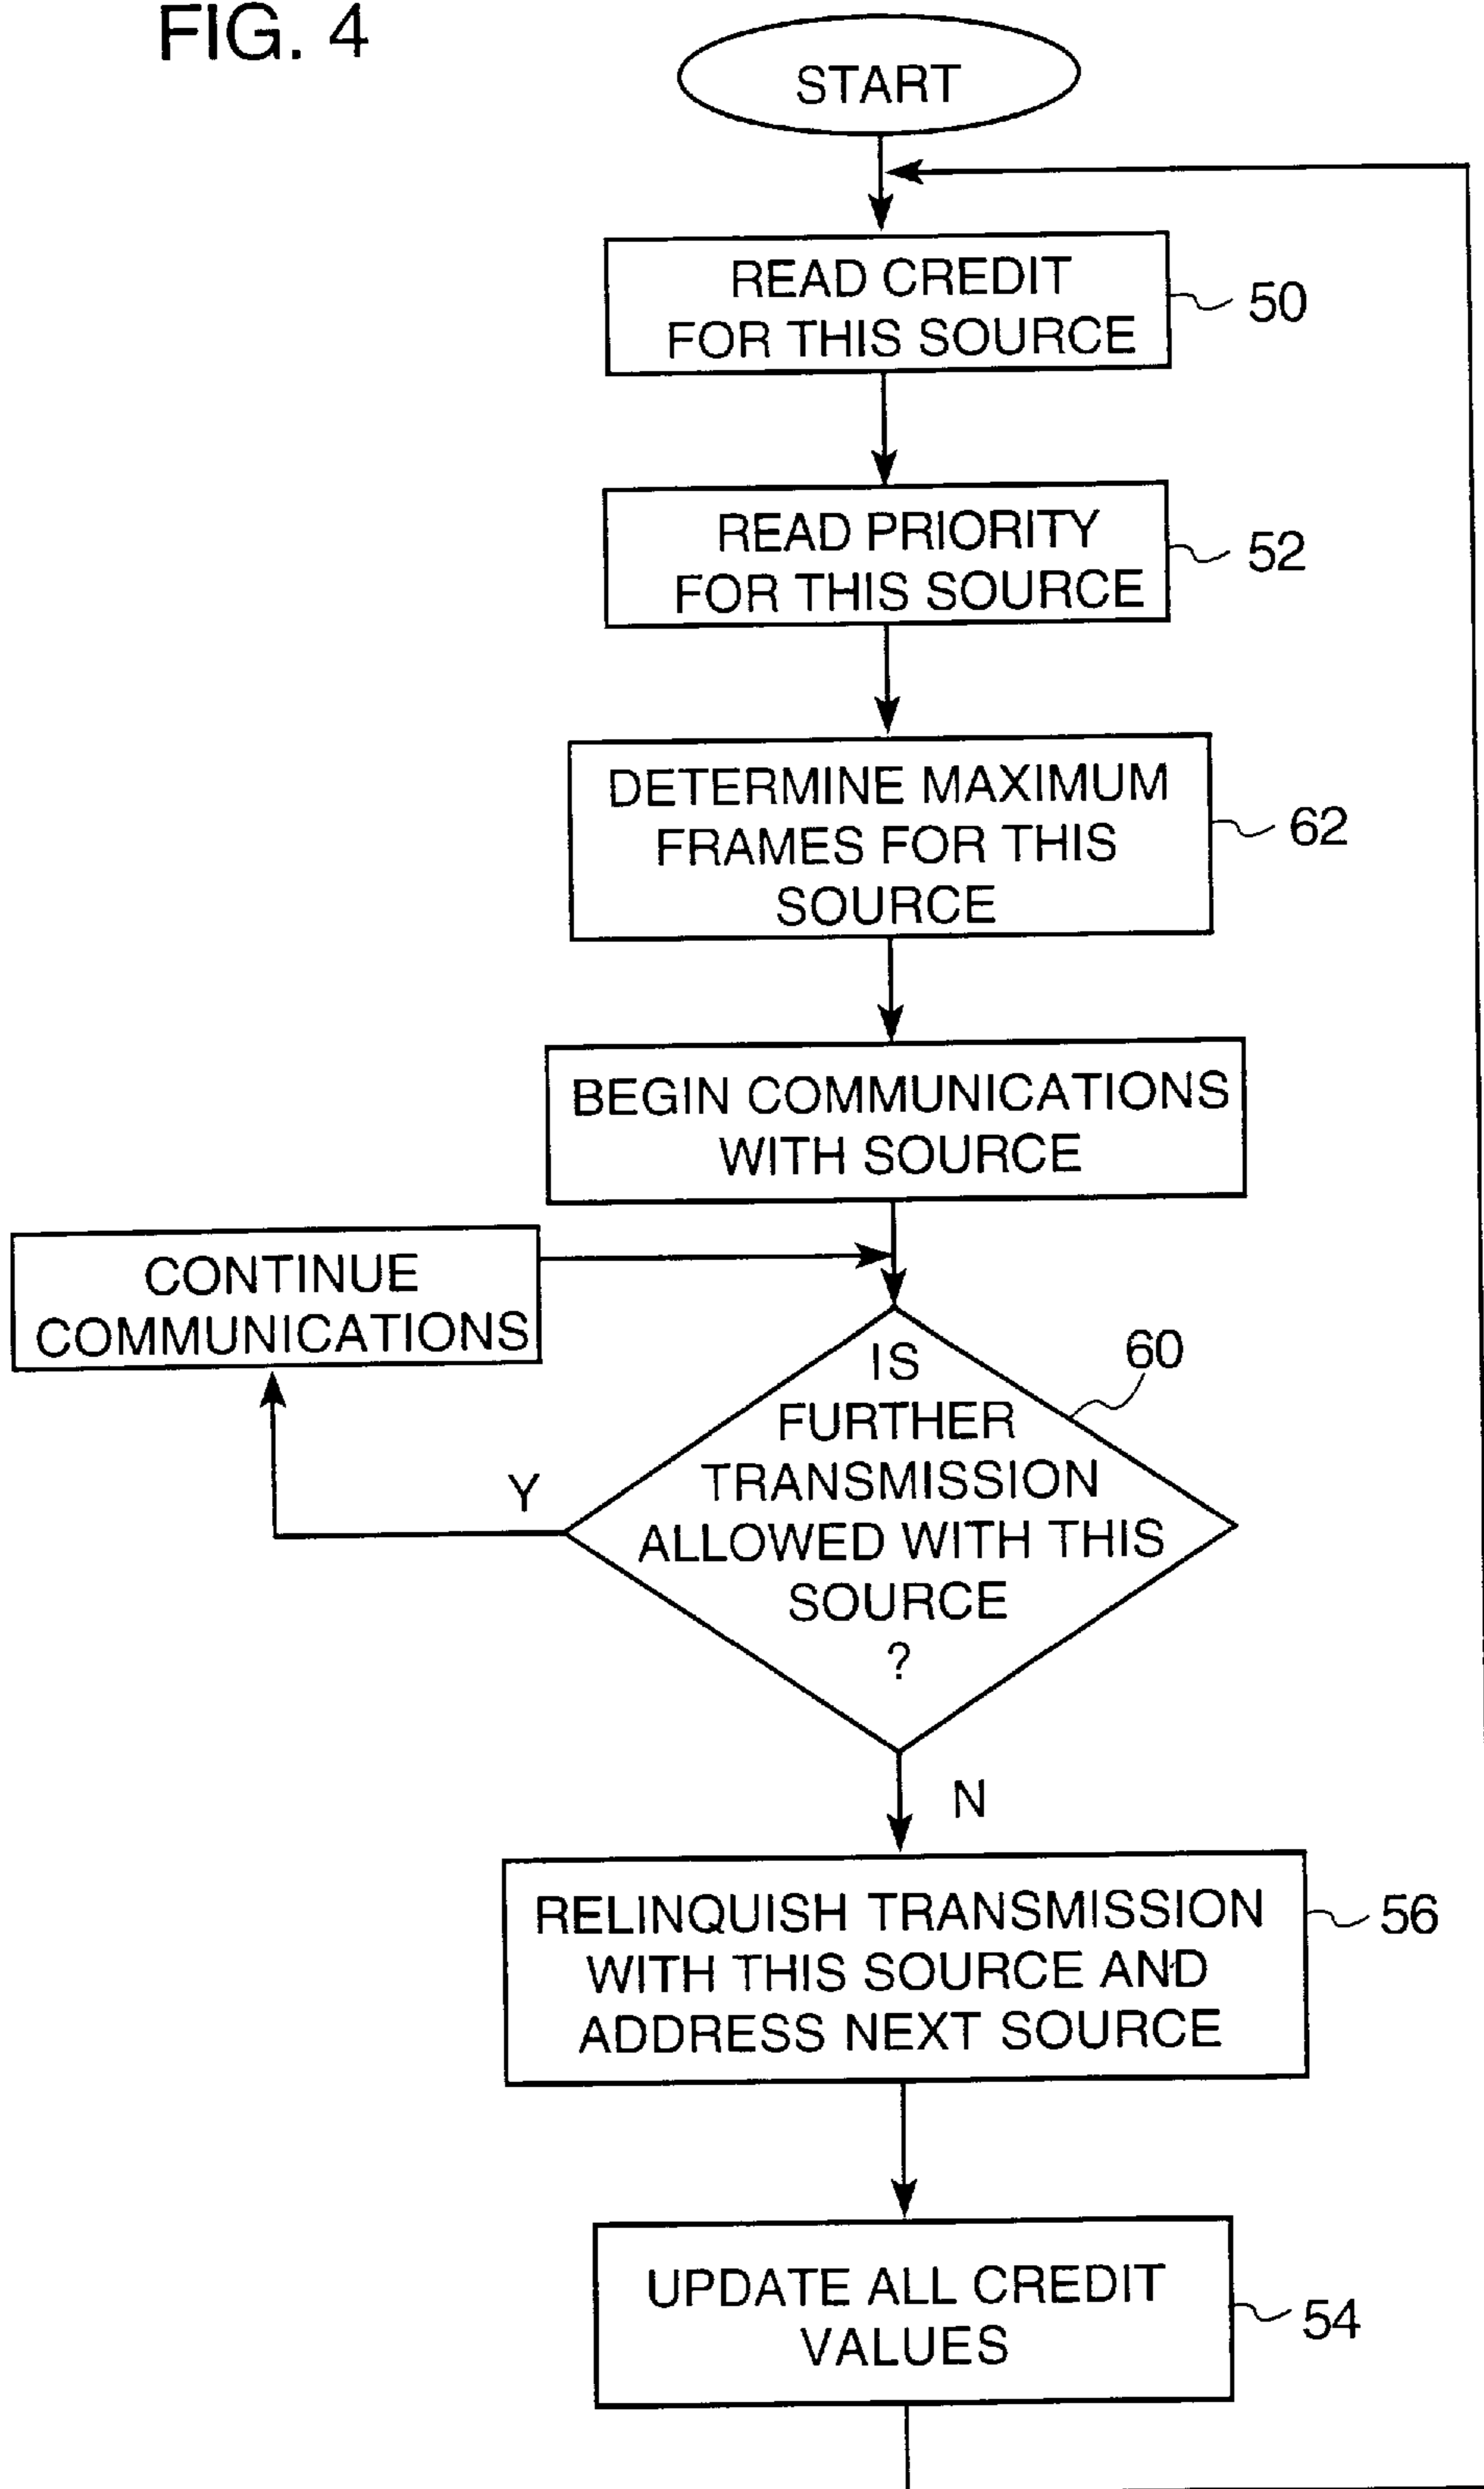 FIG. 4
START
READ CREDIT
FOR THIS SOURCE
50
READ PRIORITY
FOR THIS SOURCE
52
DETERMINE MAXIMUM
FRAMES FOR THIS
SOURCE
62
BEGIN COMMUNICATIONS
WITH SOURCE
CONTINUE
COMMUNICATIONS
IS
FURTHER
TRANSMISSION
ALLOWED WITH THIS
SOURCE
?
60
Y
N
RELINQUISH TRANSMISSION
WITH THIS SOURCE AND
ADDRESS NEXT SOURCE
56
UPDATE ALL CREDIT
VALUES
54